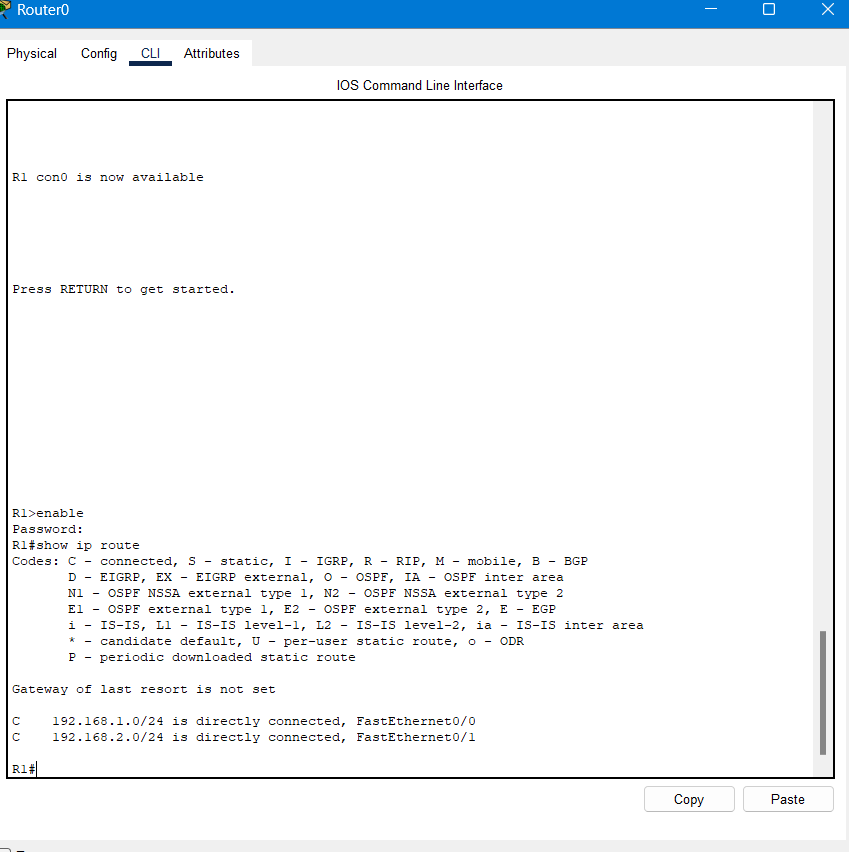 Router0
Physical Config CLI Attributes
IOS Command Line Interface
R1 con0 is now available
Press RETURN to get started.
R1>enable
Password:
R1#show ip route
Codes: C - connected, S - static, I - IGRP, R - RIP, M - mobile, B - BGP
       D - EIGRP, EX - EIGRP external, O - OSPF, IA - OSPF inter area
       N1 - OSPF NSSA external type 1, N2 - OSPF NSSA external type 2
       E1 - OSPF external type 1, E2 - OSPF external type 2, E - EGP
       i - IS-IS, L1 - IS-IS level-1, L2 - IS-IS level-2, ia - IS-IS inter area
       * - candidate default, U - per-user static route, o - ODR
       P - periodic downloaded static route
Gateway of last resort is not set
C    192.168.1.0/24 is directly connected, FastEthernet0/0
C    192.168.2.0/24 is directly connected, FastEthernet0/1
R1#
Copy Paste